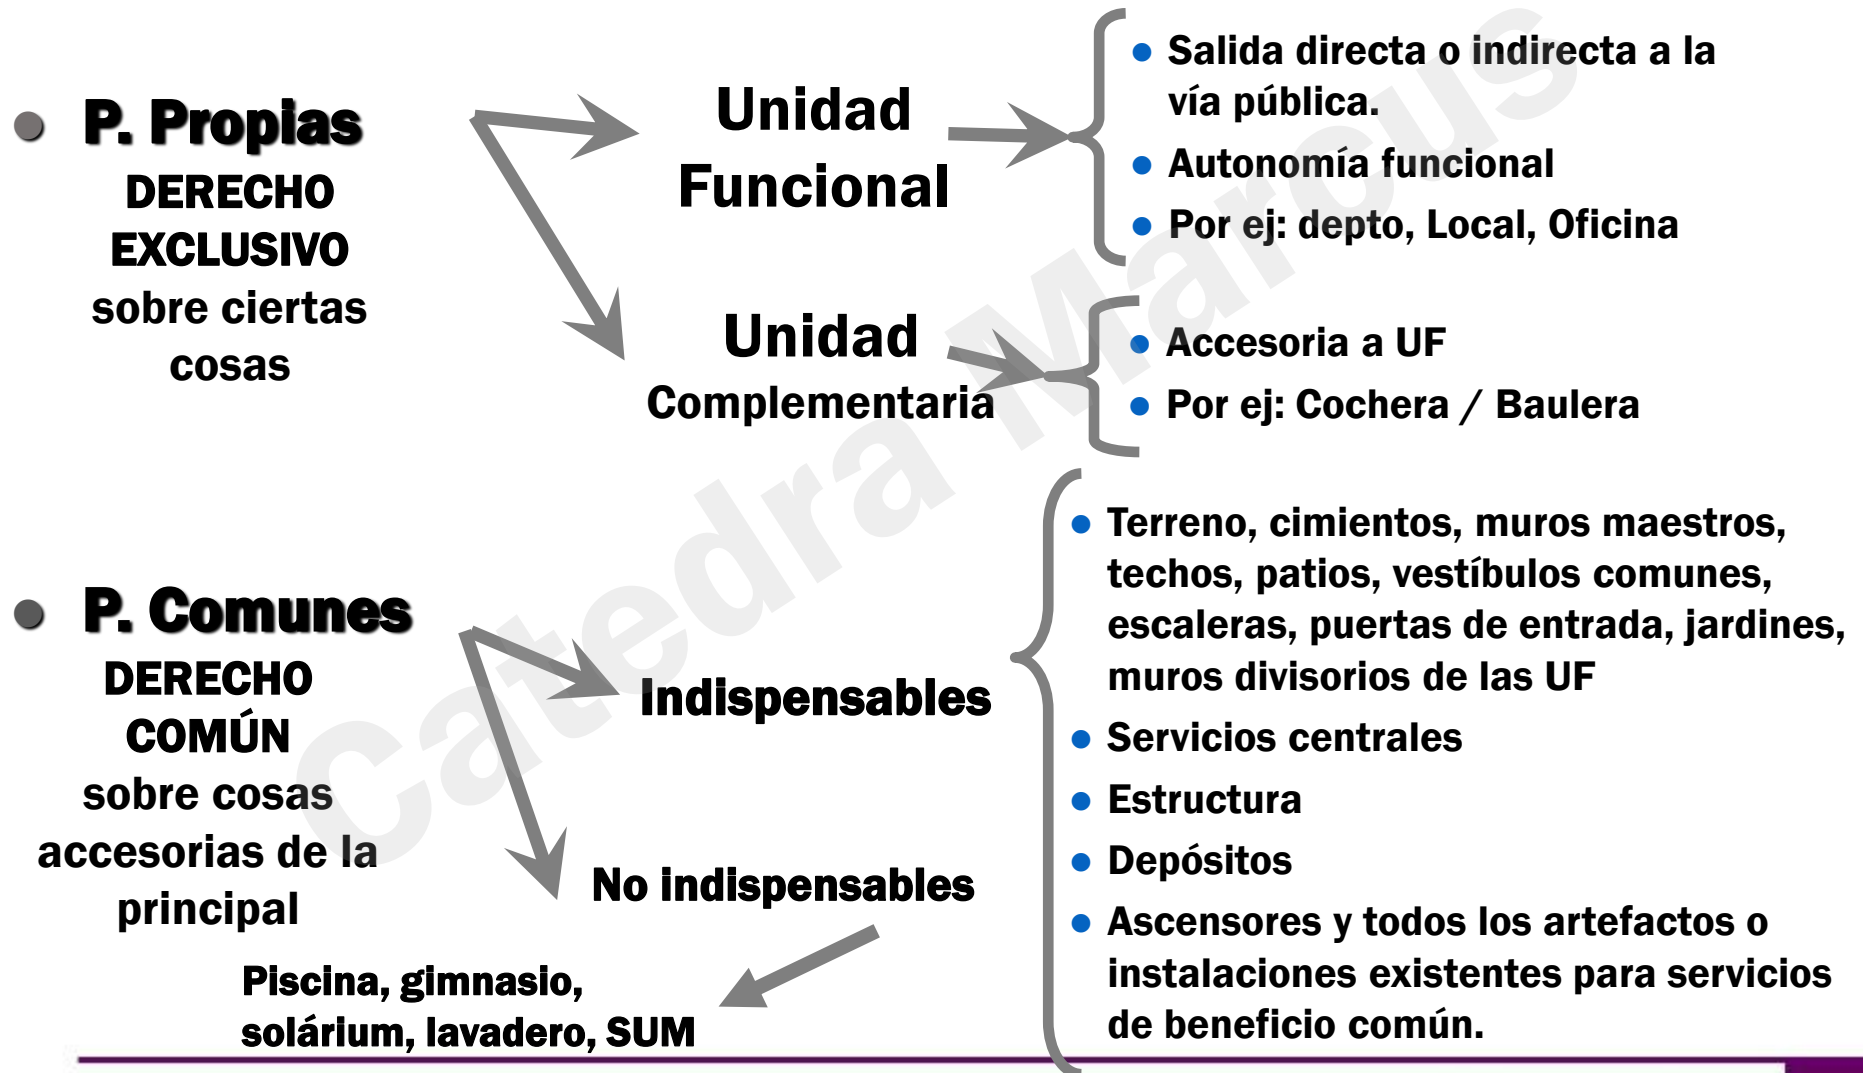 P. Propias
DERECHO
EXCLUSIVO
sobre ciertas
cosas
Unidad
Funcional
Salida directa o indirecta a la
vía pública.
Autonomía funcional
Por ej: depto, Local, Oficina
Unidad
Complementaria
Accesoria a UF
Por ej: Cochera / Baulera
P. Comunes
DERECHO
COMÚN
sobre cosas
accesorias de la
principal
Indispensables
Terreno, cimientos, muros maestros,
techos, patios, vestíbulos comunes,
escaleras, puertas de entrada, jardines,
muros divisorios de las UF
Servicios centrales
Estructura
Depósitos
Ascensores y todos los artefactos o
instalaciones existentes para servicios
de beneficio común.
No indispensables
Piscina, gimnasio,
solárium, lavadero, SUM
Catedra Marcus